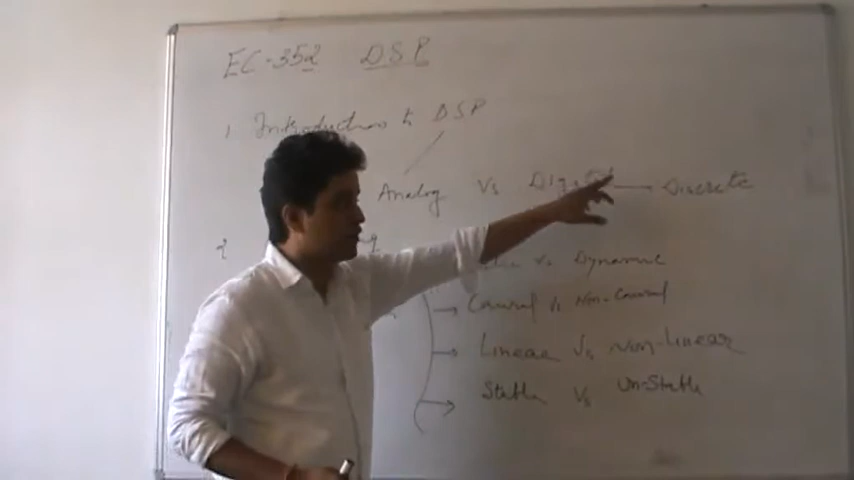 EC-352 DSP
1. Introduction to DSP
Analog Vs Digital — Discrete
2
Vs Dynamic
→ Causal Vs Non-Causal
→ Linear Vs Non-Linear
→ Stable Vs Un-Stable